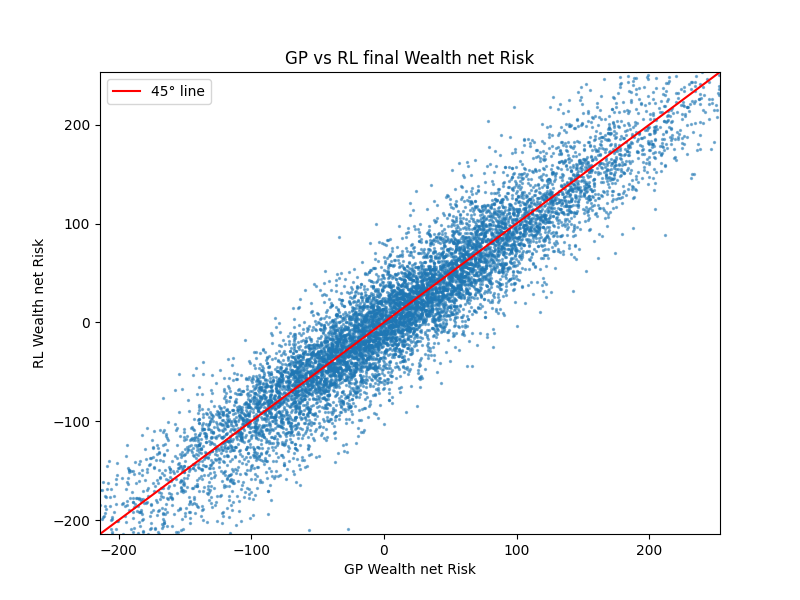 GP vs RL final Wealth net Risk
45° line
200
100
0
−100
−200
RL Wealth net Risk
−200
−100
0
100
200
GP Wealth net Risk